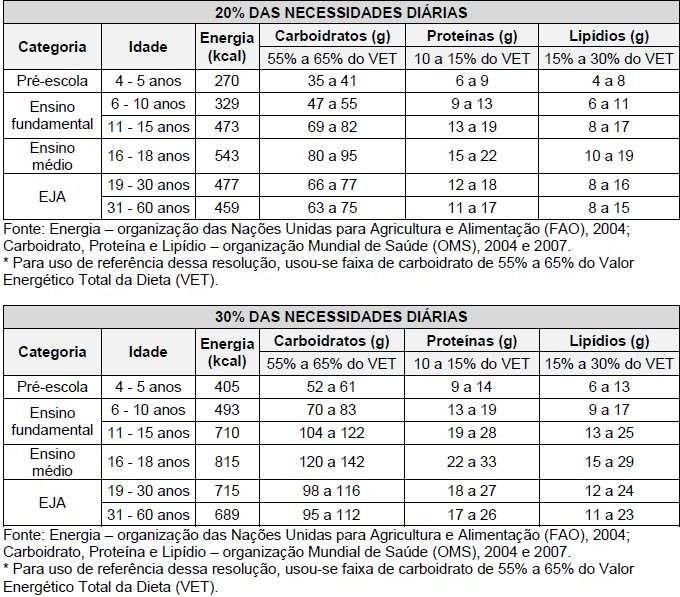 20% DAS NECESSIDADES DIÁRIAS
Categoria Idade Energia (kcal) Carboidratos (g) Proteínas (g) Lipídios (g)
55% a 65% do VET 10 a 15% do VET 15% a 30% do VET
Pré-escola 4 - 5 anos 270 35 a 41 6 a 9 4 a 8
Ensino fundamental 6 - 10 anos 329 47 a 55 9 a 13 6 a 11
11 - 15 anos 473 69 a 82 13 a 19 8 a 17
Ensino médio 16 - 18 anos 543 80 a 95 15 a 22 10 a 19
EJA 19 - 30 anos 477 66 a 77 12 a 18 8 a 16
31 - 60 anos 459 63 a 75 11 a 17 8 a 15
Fonte: Energia – organização das Nações Unidas para Agricultura e Alimentação (FAO), 2004;
Carboidrato, Proteína e Lipídio – organização Mundial de Saúde (OMS), 2004 e 2007.
* Para uso de referência dessa resolução, usou-se faixa de carboidrato de 55% a 65% do Valor
Energético Total da Dieta (VET).
30% DAS NECESSIDADES DIÁRIAS
Categoria Idade Energia (kcal) Carboidratos (g) Proteínas (g) Lipídios (g)
55% a 65% do VET 10 a 15% do VET 15% a 30% do VET
Pré-escola 4 - 5 anos 405 52 a 61 9 a 14 6 a 13
Ensino fundamental 6 - 10 anos 493 70 a 83 13 a 19 9 a 17
11 - 15 anos 710 104 a 122 19 a 28 13 a 25
Ensino médio 16 - 18 anos 815 120 a 142 22 a 33 15 a 29
EJA 19 - 30 anos 715 98 a 116 18 a 27 12 a 24
31 - 60 anos 689 95 a 112 17 a 26 11 a 23
Fonte: Energia – organização das Nações Unidas para Agricultura e Alimentação (FAO), 2004;
Carboidrato, Proteína e Lipídio – organização Mundial de Saúde (OMS), 2004 e 2007.
* Para uso de referência dessa resolução, usou-se faixa de carboidrato de 55% a 65% do Valor
Energético Total da Dieta (VET).